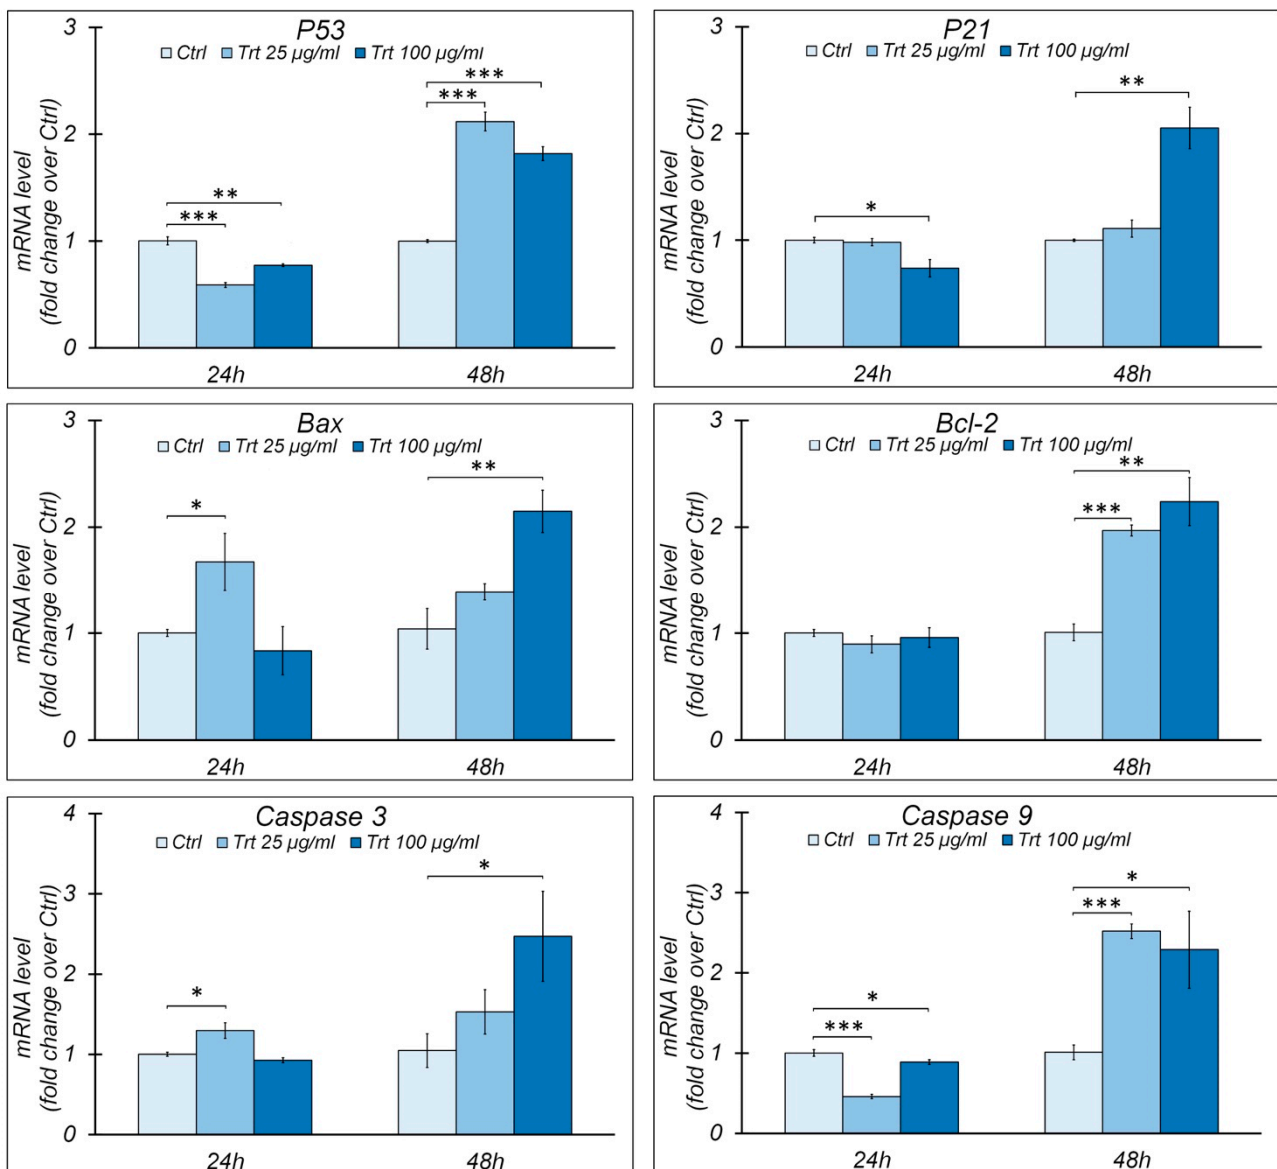 P53
Ctrl Trt 25 µg/ml Trt 100 µg/ml
mRNA level
(fold change over Ctrl)
3
2
1
0
***
**
***
***
24h 48h
P21
Ctrl Trt 25 µg/ml Trt 100 µg/ml
mRNA level
(fold change over Ctrl)
3
2
1
0
*
**
24h 48h
Bax
Ctrl Trt 25 µg/ml Trt 100 µg/ml
mRNA level
(fold change over Ctrl)
3
2
1
0
*
**
24h 48h
Bcl-2
Ctrl Trt 25 µg/ml Trt 100 µg/ml
mRNA level
(fold change over Ctrl)
3
2
1
0
**
***
24h 48h
Caspase 3
Ctrl Trt 25 µg/ml Trt 100 µg/ml
mRNA level
(fold change over Ctrl)
4
3
2
1
0
*
*
24h 48h
Caspase 9
Ctrl Trt 25 µg/ml Trt 100 µg/ml
mRNA level
(fold change over Ctrl)
4
3
2
1
0
*
***
*
***
24h 48h